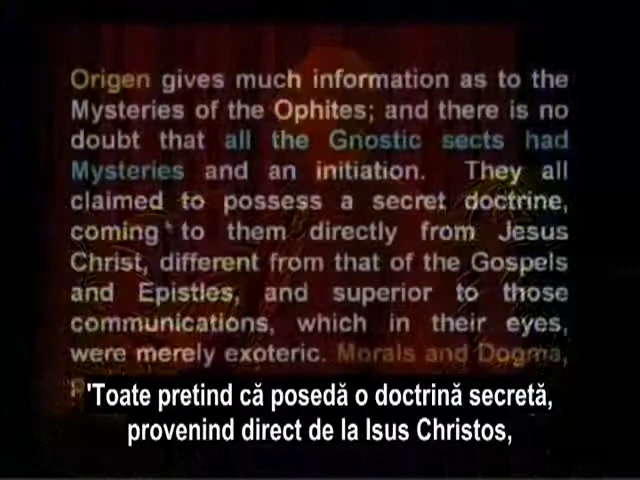 Origen gives much information as to the
Mysteries of the Ophites; and there is no
doubt that all the Gnostic sects had
Mysteries and an initiation. They all
claimed to possess a secret doctrine,
coming to them directly from Jesus
Christ, different from that of the Gospels
and Epistles, and superior to those
communications, which in their eyes,
were merely exoteric. Morals and Dogma,
"Toate pretind că posedă o doctrină secretă,
provenind direct de la Isus Christos,